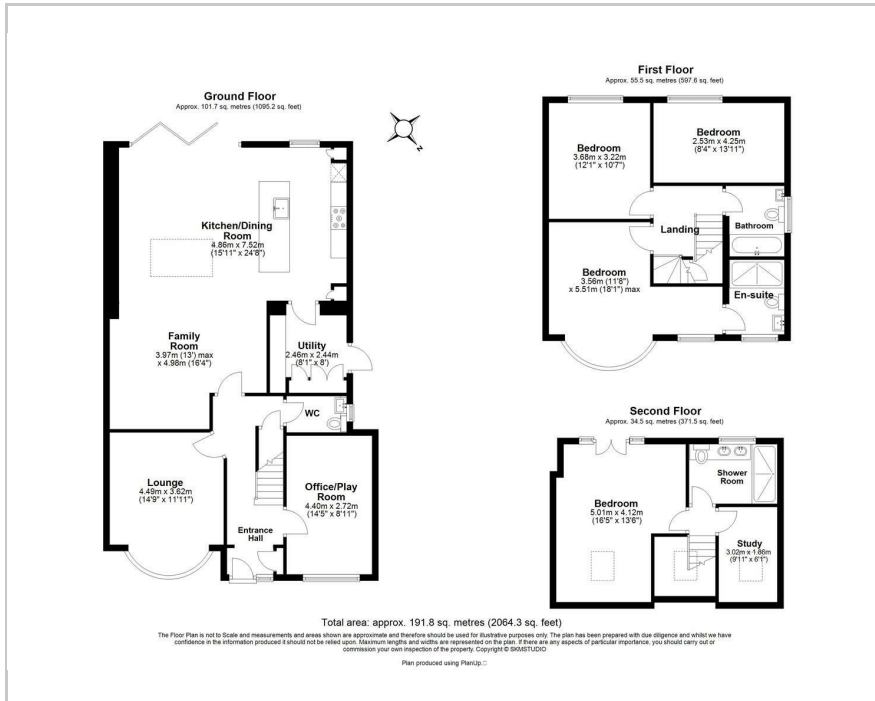 Ground Floor
Approx. 101.7 sq. metres (1095.2 sq. feet)
N
Kitchen/Dining
Room
4.86m x 7.52m
(15'11" x 24'8")
Family
Room
3.97m (13') max
x 4.98m (16'4")
Utility
2.46m x 2.44m
(8'1" x 8')
WC
Lounge
4.49m x 3.62m
(14'9" x 11'11")
Office/Play
Room
4.40m x 2.72m
(14'5" x 8'11")
Entrance
Hall
First Floor
Approx. 55.5 sq. metres (597.6 sq. feet)
Bedroom
3.68m x 3.22m
(12'1" x 10'7")
Bedroom
2.53m x 4.25m
(8'4" x 13'11")
Bathroom
Landing
Bedroom
3.56m (11'8")
x 5.51m (18'1") max
En-suite
Second Floor
Approx. 34.5 sq. metres (371.5 sq. feet)
Shower
Room
Bedroom
5.01m x 4.12m
(16'5" x 13'6")
Study
3.02m x 1.86m
(9'11" x 6'1")
Total area: approx. 191.8 sq. metres (2064.3 sq. feet)
The Floor Plan is not to Scale and measurements and areas shown are approximate and therefore should be used for illustrative purposes only. The plan has been prepared with due diligence and whilst we have
confidence in the information produced it should not be relied upon. Maximum lengths and widths are represented on the plan. If there are any aspects of particular importance, you should carry out or
commission your own inspection of the property. Copyright © SKMSTUDIO
Plan produced using PlanUp.